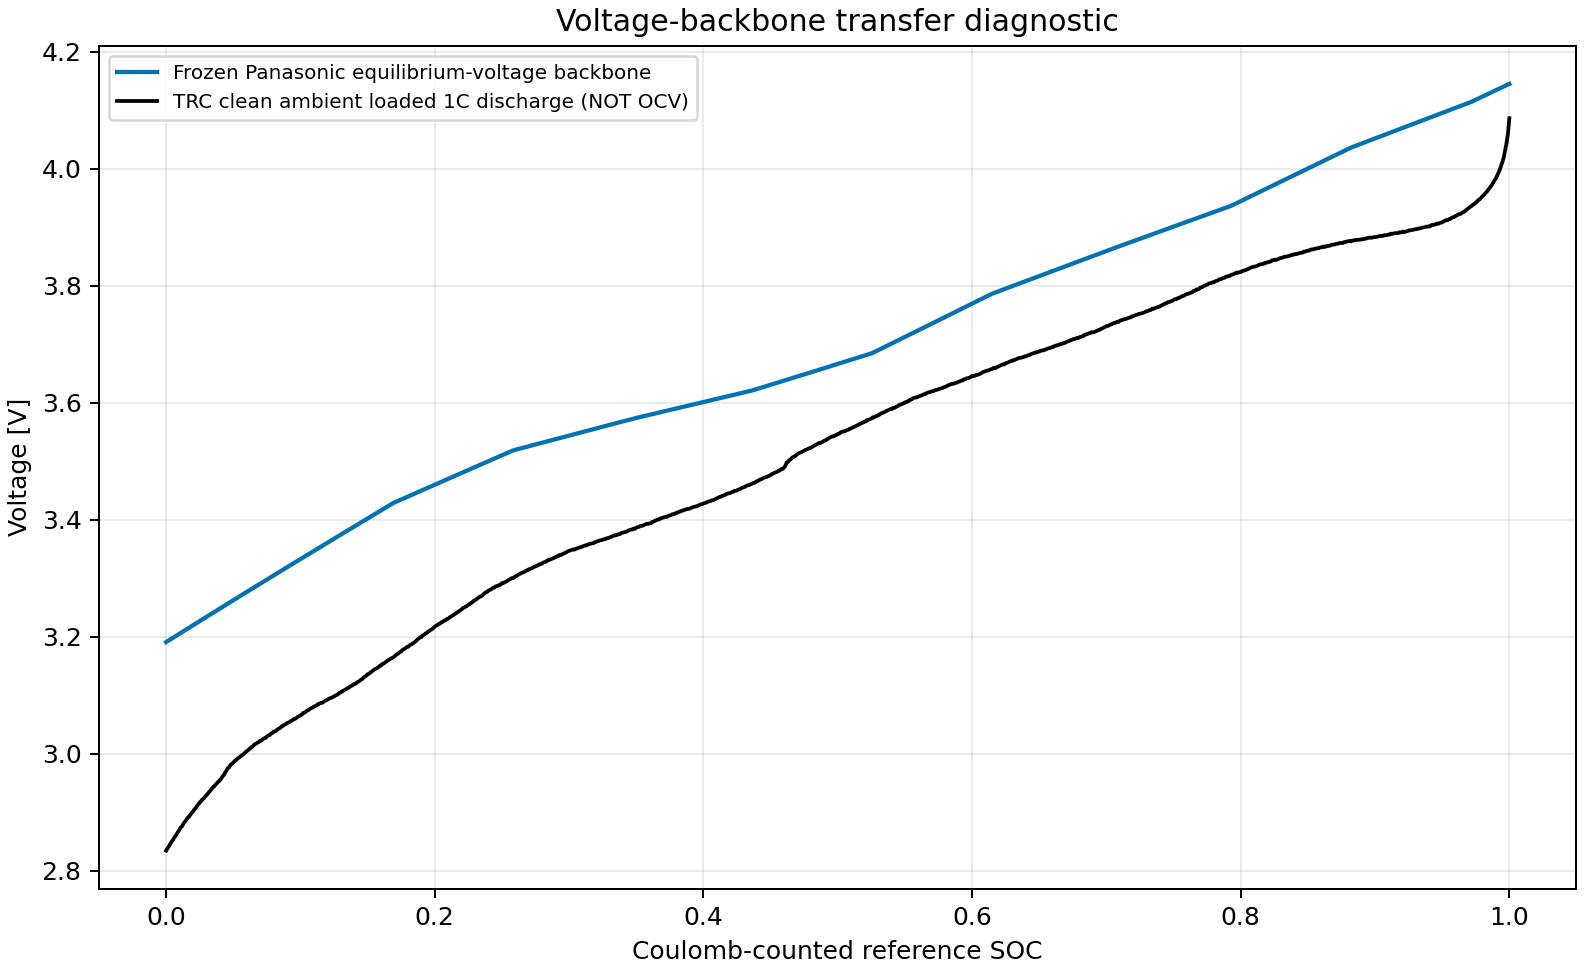 Voltage-backbone transfer diagnostic
Frozen Panasonic equilibrium-voltage backbone
TRC clean ambient loaded 1C discharge (NOT OCV)
Voltage [V]
4.2
4.0
3.8
3.6
3.4
3.2
3.0
2.8
0.0 0.2 0.4 0.6 0.8 1.0
Coulomb-counted reference SOC